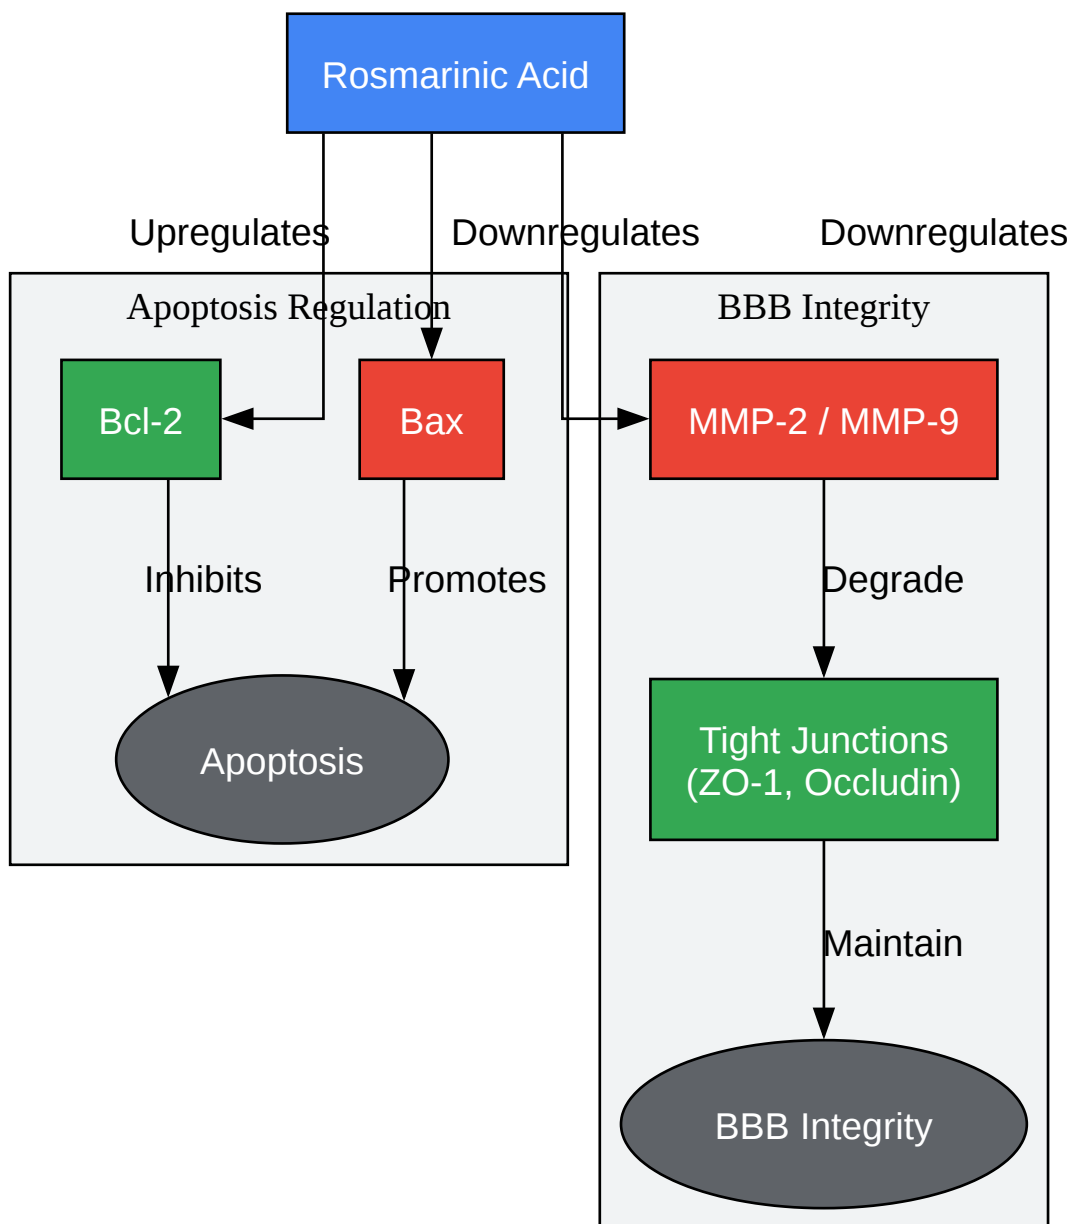 Rosmarinic Acid
Upregulates
Downregulates
Downregulates
Apoptosis Regulation
BBB Integrity
Bcl-2
Bax
MMP-2 / MMP-9
Inhibits
Promotes
Degrade
Tight Junctions
(ZO-1, Occludin)
Apoptosis
Maintain
BBB Integrity